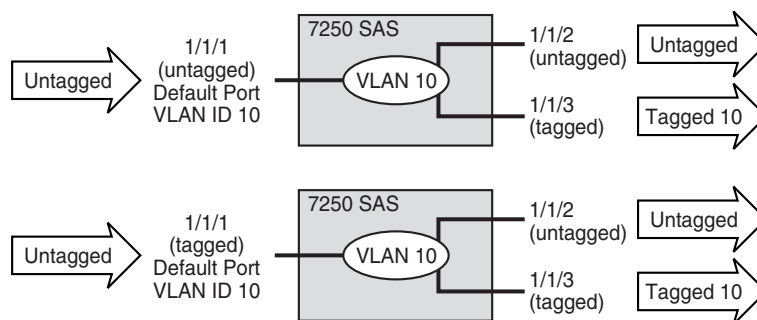 7250 SAS
1/1/1
(untagged)
Default Port
VLAN ID 10
Untagged
VLAN 10
1/1/2
(untagged)
Untagged
1/1/3
(tagged)
Tagged 10
7250 SAS
1/1/1
(tagged)
Default Port
VLAN ID 10
Untagged
VLAN 10
1/1/2
(untagged)
Untagged
1/1/3
(tagged)
Tagged 10